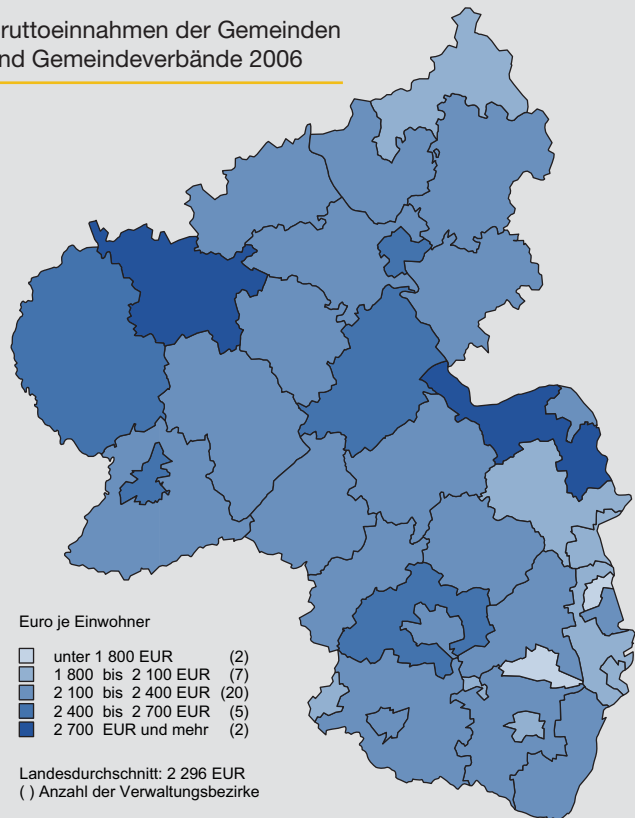 ruttoeinnahmen der Gemeinden
nd Gemeindeverbände 2006
Euro je Einwohner
unter 1 800 EUR (2)
1 800 bis 2 100 EUR (7)
2 100 bis 2 400 EUR (20)
2 400 bis 2 700 EUR (5)
2 700 EUR und mehr (2)
Landesdurchschnitt: 2 296 EUR
( ) Anzahl der Verwaltungsbezirke